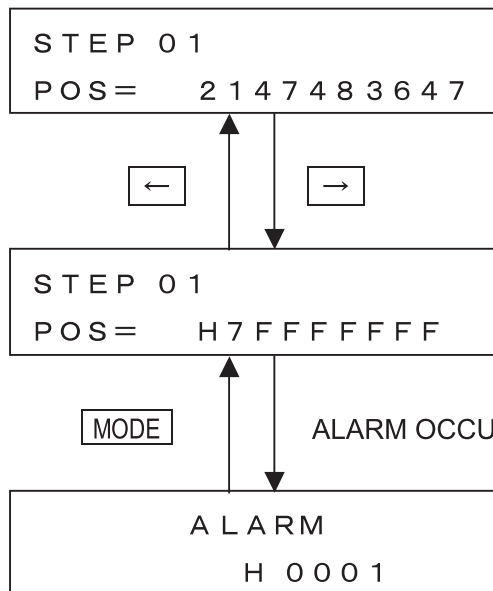 STEP 01
POS= 2147483647
← →
STEP 01
POS= H7FFFFFFF
MODE ALARM OCCU
ALARM
H 0001